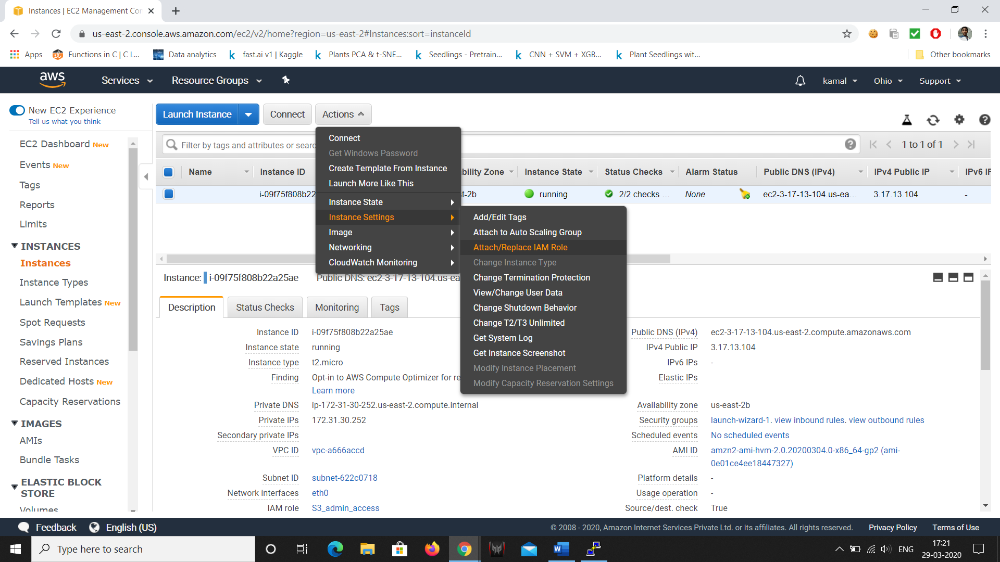 Instances | EC2 Management Con
us-east-2.console.aws.amazon.com/ec2/v2/home?region=us-east-2#Instances:sort=instanceId
Apps
Functions in C | C L...
Data analytics
fast.ai v1 | Kaggle
Plants PCA & t-SNE...
Seedlings - Pretrain...
CNN + SVM + XGB...
Plant Seedlings wit...
Other bookmarks
aws
Services
Resource Groups
kamal
Ohio
Support
New EC2 Experience
Tell us what you think
EC2 Dashboard New
Events New
Tags
Reports
Limits
INSTANCES
Instances
Instance Types
Launch Templates New
Spot Requests
Savings Plans
Reserved Instances
Dedicated Hosts New
Capacity Reservations
IMAGES
AMIs
Bundle Tasks
ELASTIC BLOCK
STORE
Volumes
Launch Instance
Connect
Actions
Filter by tags and attributes or searc
1 to 1 of 1
Name
Instance ID
bility Zone
Instance State
Status Checks
Alarm Status
Public DNS (IPv4)
IPv4 Public IP
IPv6 IP
i-09f75f808b22
t-2b
running
2/2 checks ...
None
ec2-3-17-13-104.us-ea...
3.17.13.104
-
Connect
Get Windows Password
Create Template From Instance
Launch More Like This
Instance State
Instance Settings
Image
Networking
CloudWatch Monitoring
Add/Edit Tags
Attach to Auto Scaling Group
Attach/Replace IAM Role
Change Instance Type
Change Termination Protection
View/Change User Data
Change Shutdown Behavior
Change T2/T3 Unlimited
Get System Log
Get Instance Screenshot
Modify Instance Placement
Modify Capacity Reservation Settings
Instance: i-09f75f808b22a25ae
Public DNS: ec2-3-17-13-104.us-ea
Description
Status Checks
Monitoring
Tags
Instance ID i-09f75f808b22a25ae
Instance state running
Instance type t2.micro
Finding Opt-in to AWS Compute Optimizer for re
Learn more
Private DNS ip-172-31-30-252.us-east-2.compute.internal
Private IPs 172.31.30.252
Secondary private IPs
VPC ID vpc-a666accd
Subnet ID subnet-622c0718
Network interfaces eth0
IAM role S3_admin_access
Public DNS (IPv4) ec2-3-17-13-104.us-east-2.compute.amazonaws.com
IPv4 Public IP 3.17.13.104
IPv6 IPs -
Elastic IPs
Availability zone us-east-2b
Security groups launch-wizard-1. view inbound rules. view outbound rules
Scheduled events No scheduled events
AMI ID amzn2-ami-hvm-2.0.20200304.0-x86_64-gp2 (ami-
0e01ce4ee18447327)
Platform details -
Usage operation -
Source/dest. check True
Feedback
English (US)
© 2008 - 2020, Amazon Internet Services Private Ltd. or its affiliates. All rights reserved.
Privacy Policy
Terms of Use
Type here to search
ENG
17:21
29-03-2020